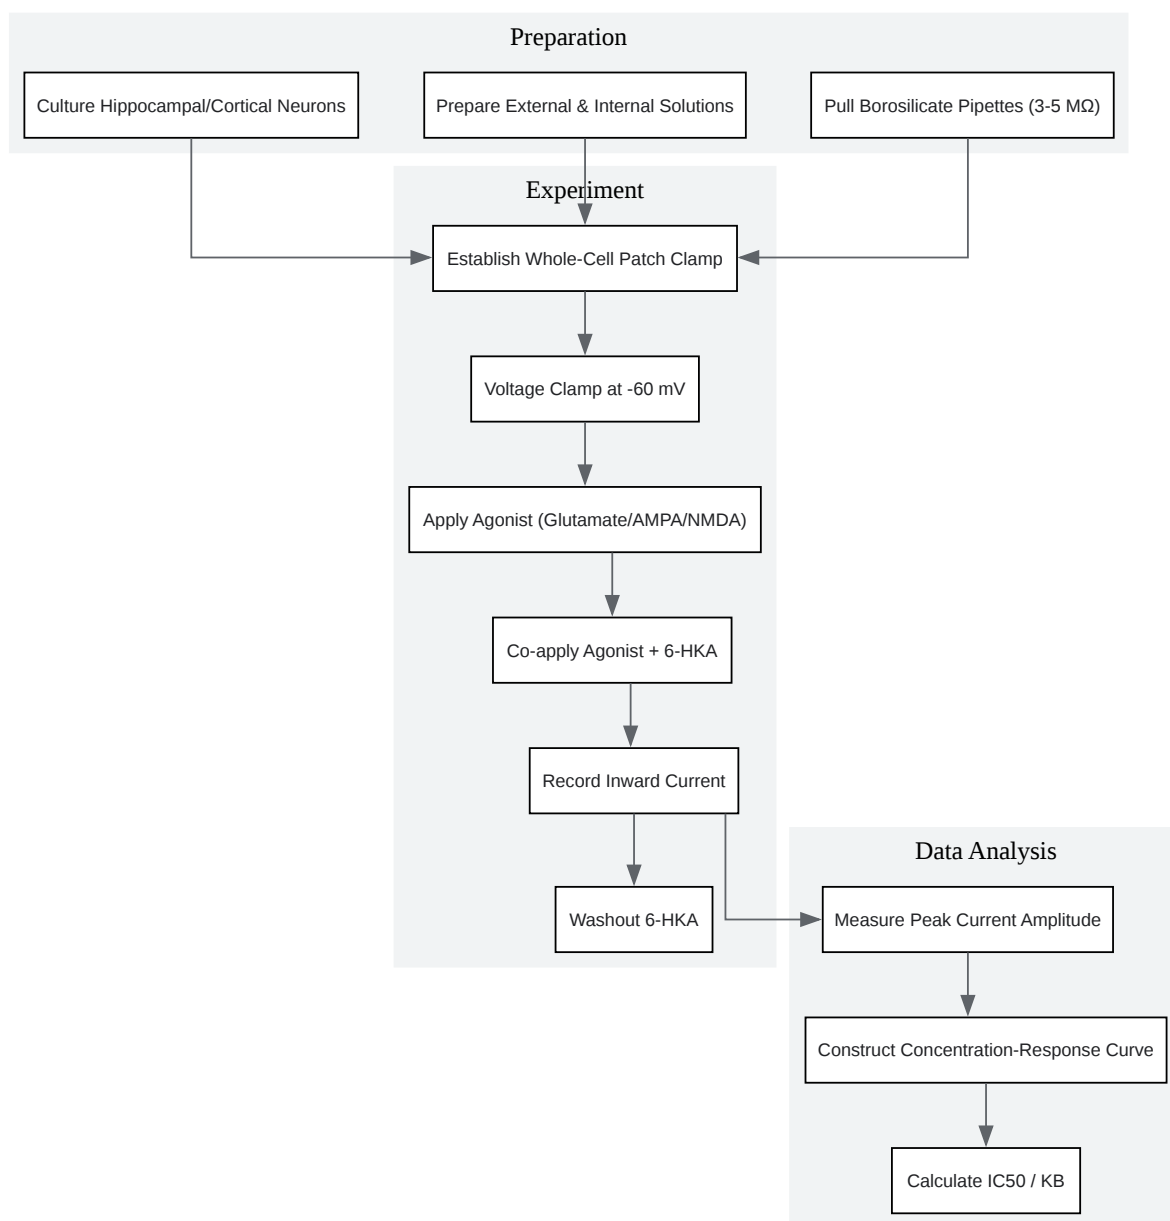 Preparation
Culture Hippocampal/Cortical Neurons
Prepare External & Internal Solutions
Pull Borosilicate Pipettes (3-5 MΩ)
Experiment
Establish Whole-Cell Patch Clamp
Voltage Clamp at -60 mV
Apply Agonist (Glutamate/AMPA/NMDA)
Co-apply Agonist + 6-HKA
Record Inward Current
Washout 6-HKA
Data Analysis
Measure Peak Current Amplitude
Construct Concentration-Response Curve
Calculate IC50 / KB